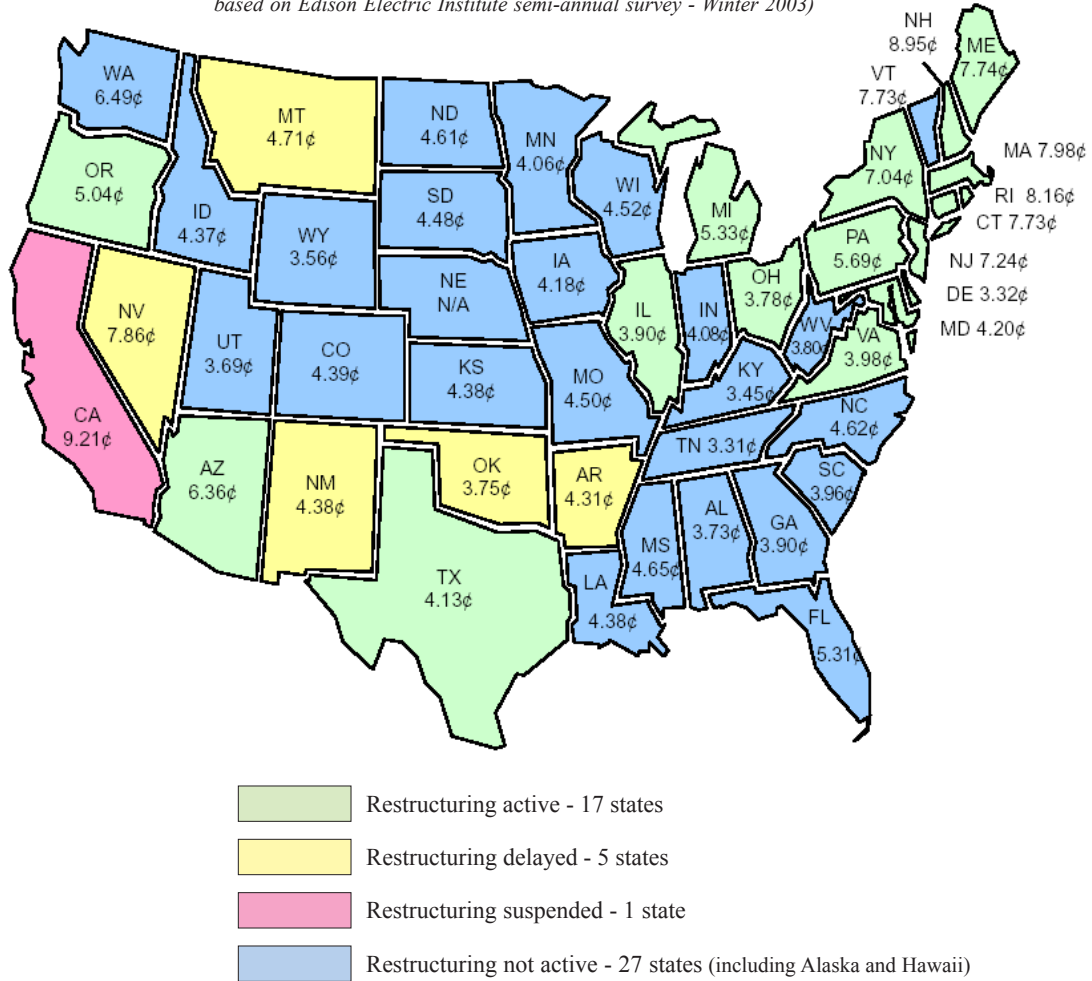 based on Edison Electric Institute semi-annual survey - Winter 2003)
NH
8.95¢
ME
7.74¢
VT
7.73¢
WA
6.49¢
MT
4.71¢
ND
4.61¢
MN
4.06¢
OR
5.04¢
ID
4.37¢
SD
4.48¢
WI
4.52¢
NY
7.04¢
MA 7.98¢
RI 8.16¢
CT 7.73¢
WY
3.56¢
MI
5.33¢
PA
5.69¢
NJ 7.24¢
DE 3.32¢
MD 4.20¢
NV
7.86¢
NE
N/A
IA
4.18¢
IL
3.90¢
IN
4.08¢
OH
3.78¢
WV
3.80¢
VA
3.98¢
UT
3.69¢
CO
4.39¢
KS
4.38¢
MO
4.50¢
KY
3.45¢
CA
9.21¢
NC
4.62¢
TN 3.31¢
AZ
6.36¢
NM
4.38¢
OK
3.75¢
AR
4.31¢
SC
3.96¢
MS
4.65¢
AL
3.73¢
GA
3.90¢
TX
4.13¢
LA
4.38¢
FL
5.31¢
Restructuring active - 17 states
Restructuring delayed - 5 states
Restructuring suspended - 1 state
Restructuring not active - 27 states (including Alaska and Hawaii)